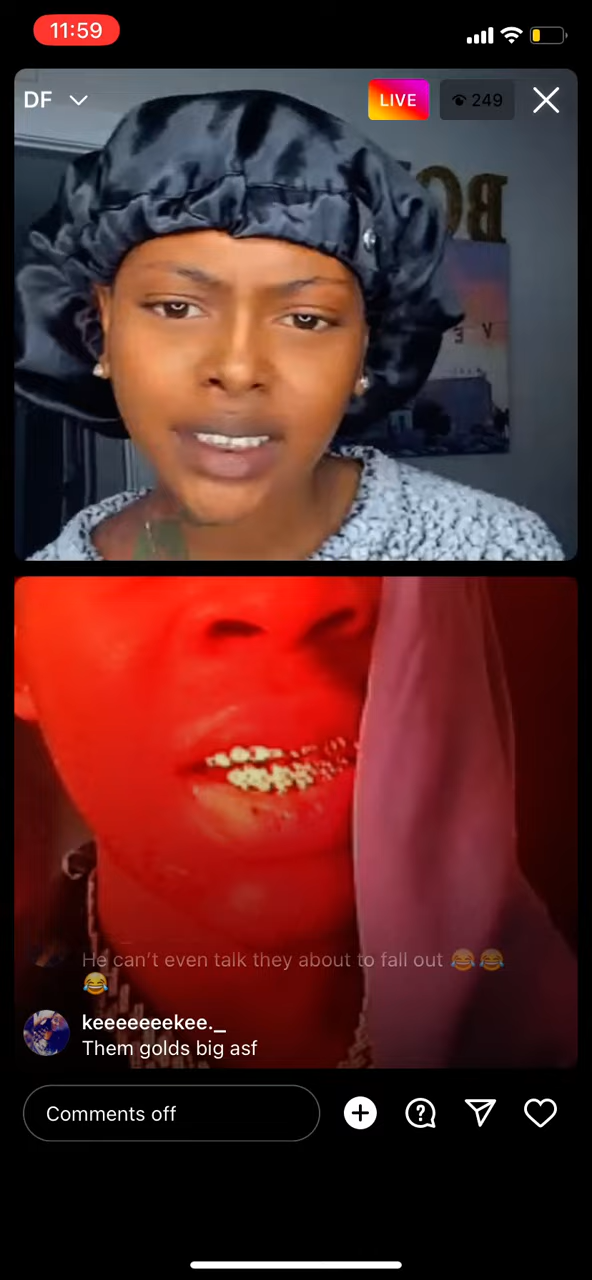 11:59
DF
LIVE
249
He can’t even talk they about to fall out 😂😂
😂
keeeeeeekee._
Them golds big asf
Comments off